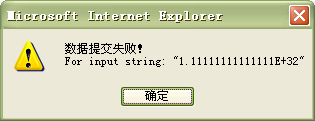 Microsoft Internet Explorer
数据提交失败!
For input string: "1.11111111111111E+32"
确定